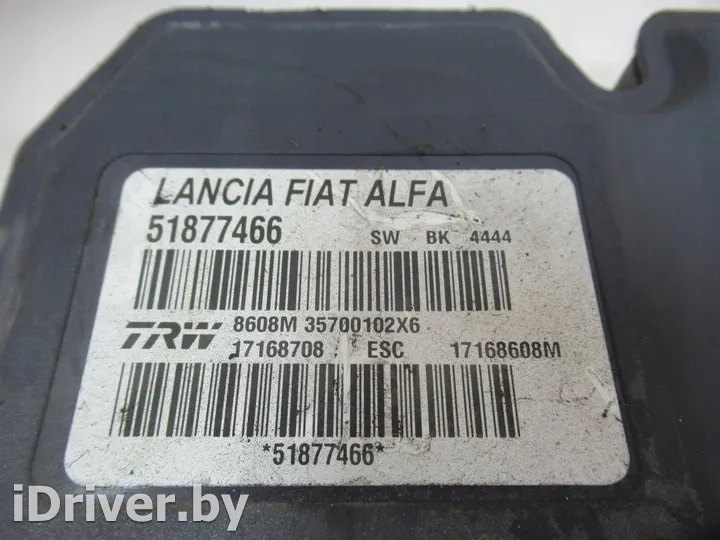 LANCIA FIAT ALFA
51877466 SW BK 4444
TRW 8608M 35700102X6
17168708 ESC 17168608M
*51877466*
iDriver.by